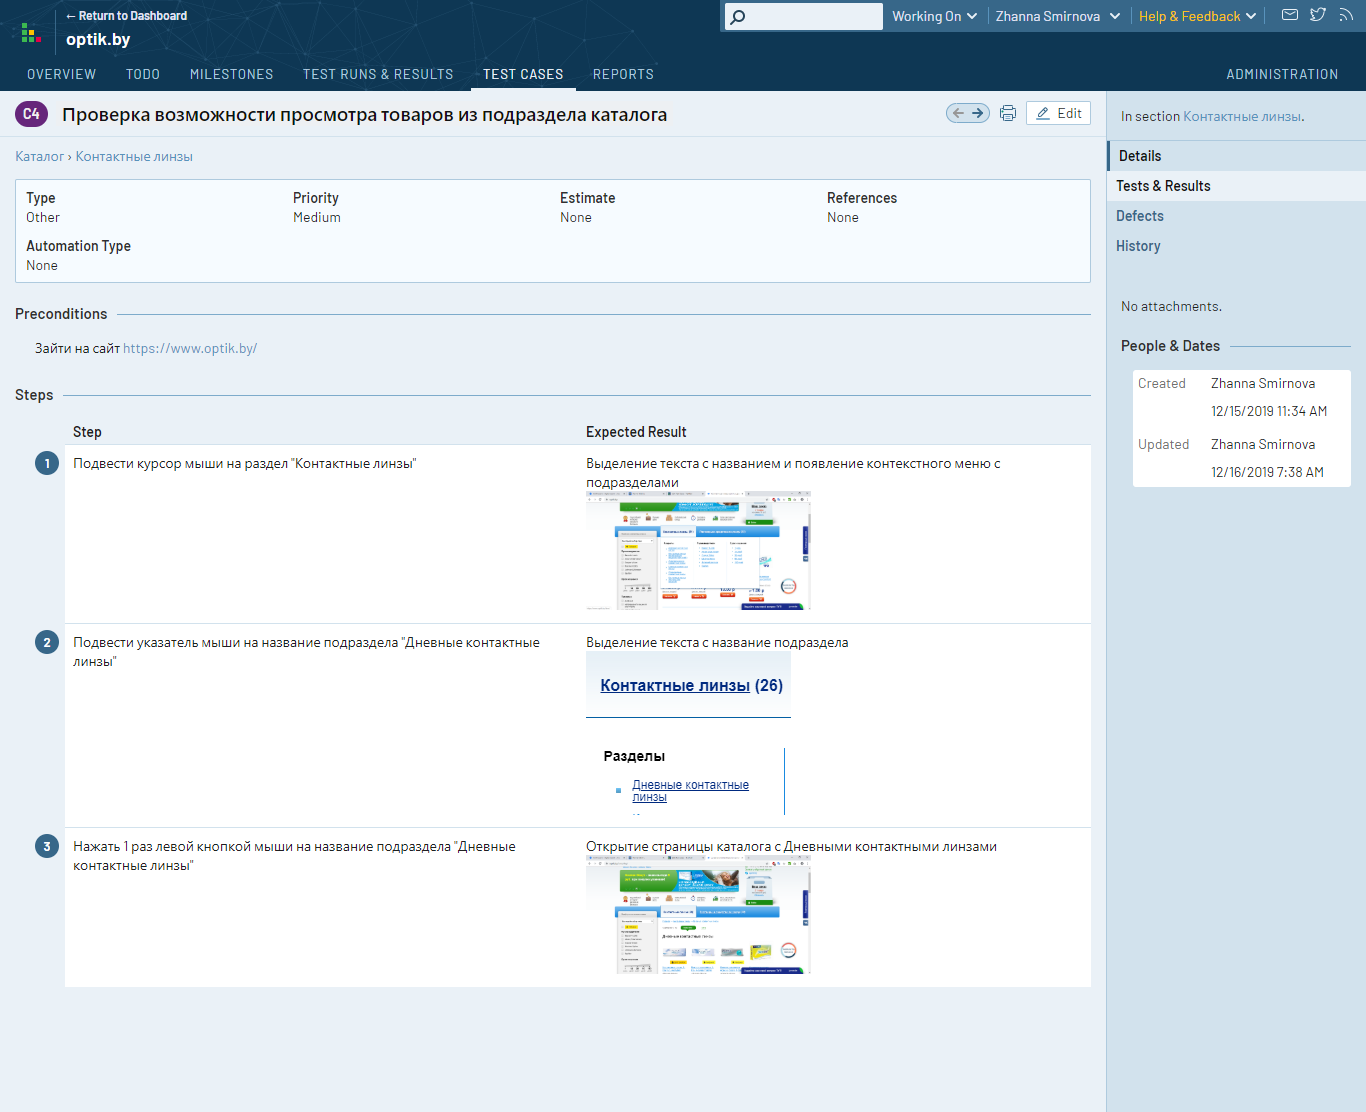 ← Return to Dashboard
optik.by
Working On
Zhanna Smirnova
Help & Feedback
OVERVIEW
TODO
MILESTONES
TEST RUNS & RESULTS
TEST CASES
REPORTS
ADMINISTRATION
C4
Проверка возможности просмотра товаров из подраздела каталога
Edit
Каталог › Контактные линзы
Type
Other
Priority
Medium
Estimate
None
References
None
Automation Type
None
Preconditions
Зайти на сайт https://www.optik.by/
Steps
Step
Expected Result
1
Подвести курсор мыши на раздел "Контактные линзы"
Выделение текста с названием и появление контекстного меню с
подразделами
2
Подвести указатель мыши на название подраздела "Дневные контактные
линзы"
Выделение текста с название подраздела
Контактные линзы (26)
Разделы
Дневные контактные
линзы
3
Нажать 1 раз левой кнопкой мыши на название подраздела "Дневные
контактные линзы"
Открытие страницы каталога с Дневными контактными линзами
In section Контактные линзы.
Details
Tests & Results
Defects
History
No attachments.
People & Dates
Created
Zhanna Smirnova
12/15/2019 11:34 AM
Updated
Zhanna Smirnova
12/16/2019 7:38 AM